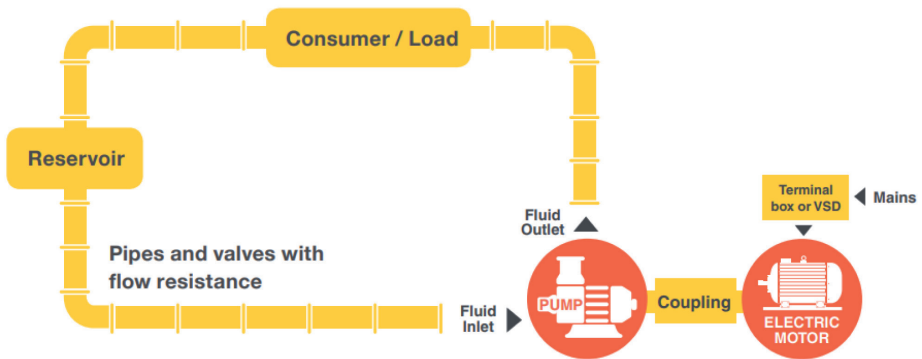 Consumer / Load
Reservoir
Terminal
box or VSD
Mains
Fluid
Outlet
Pipes and valves with
flow resistance
Fluid
Inlet
PUMP
Coupling
ELECTRIC
MOTOR